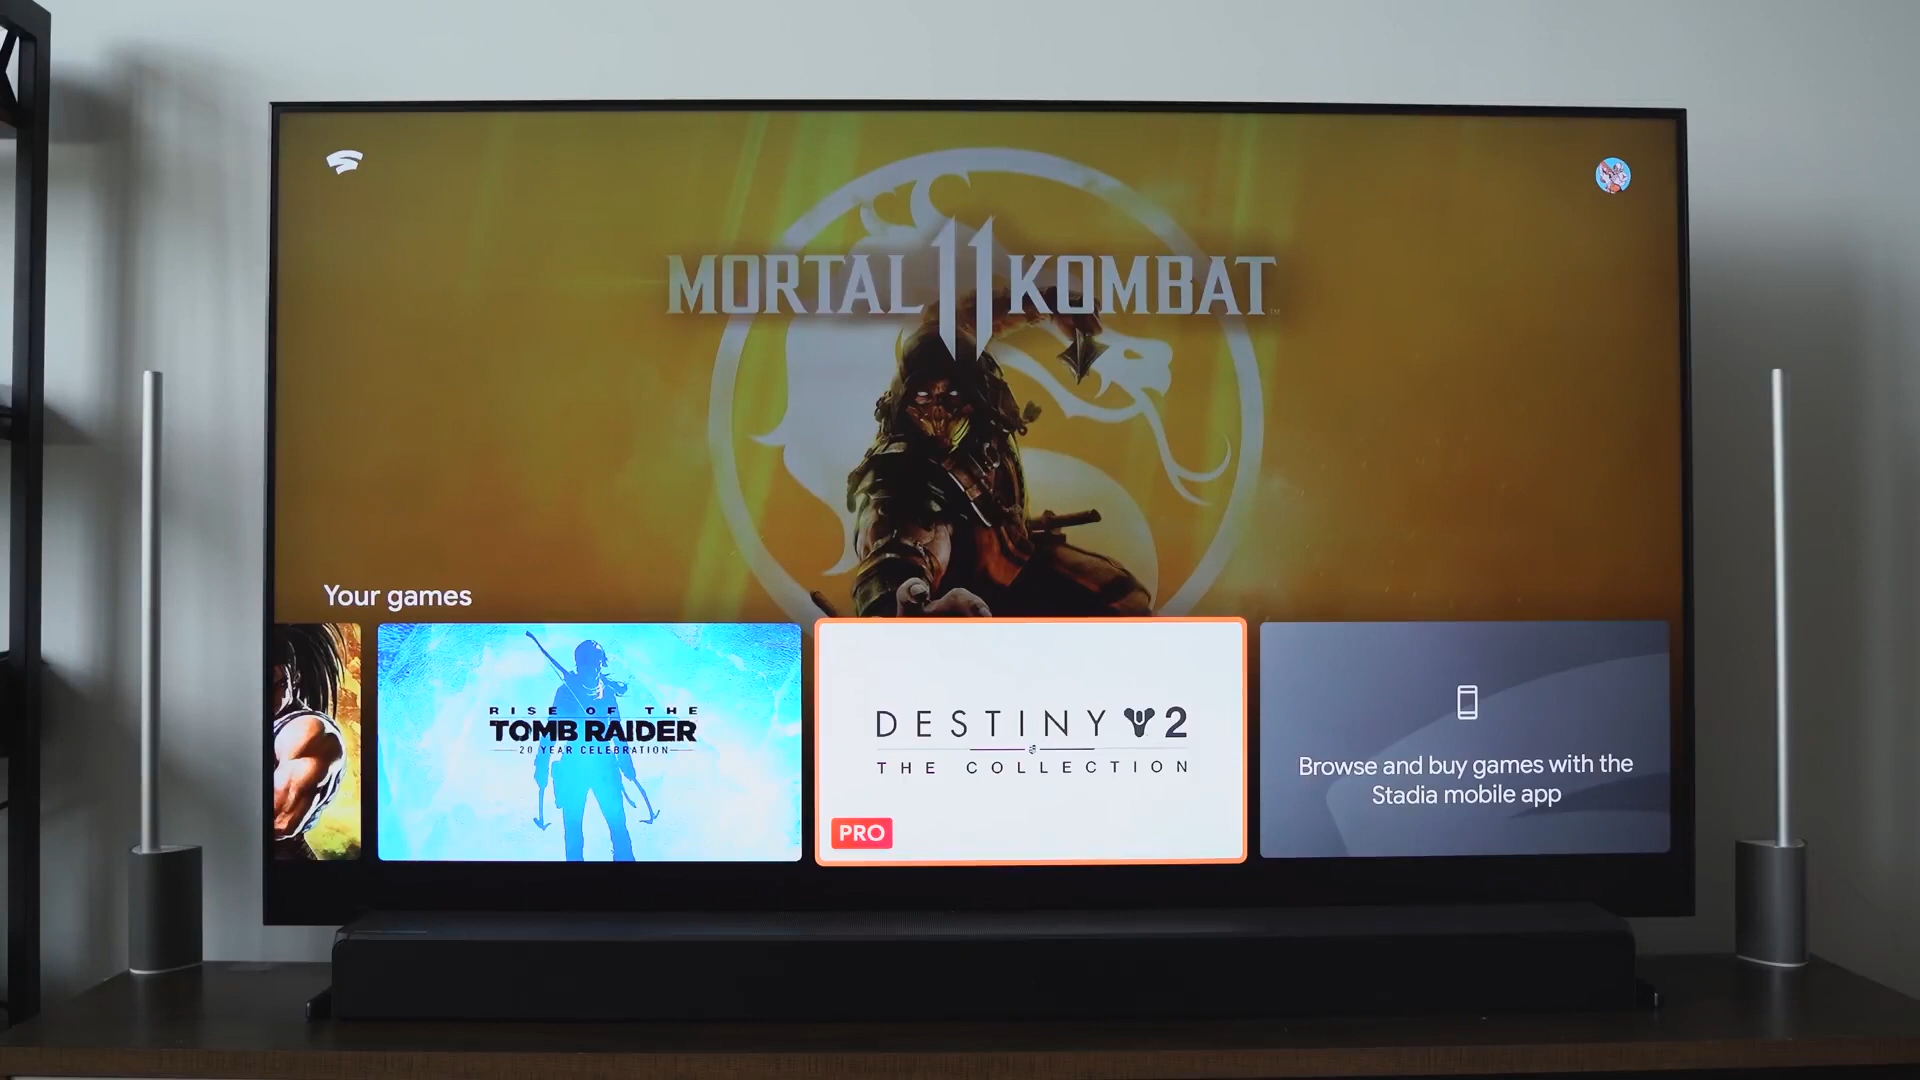 MORTAL 11 KOMBAT
Your games
RISE OF THE
TOMB RAIDER
20 YEAR CELEBRATION
DESTINY 2
THE COLLECTION
PRO
Browse and buy games with the
Stadia mobile app